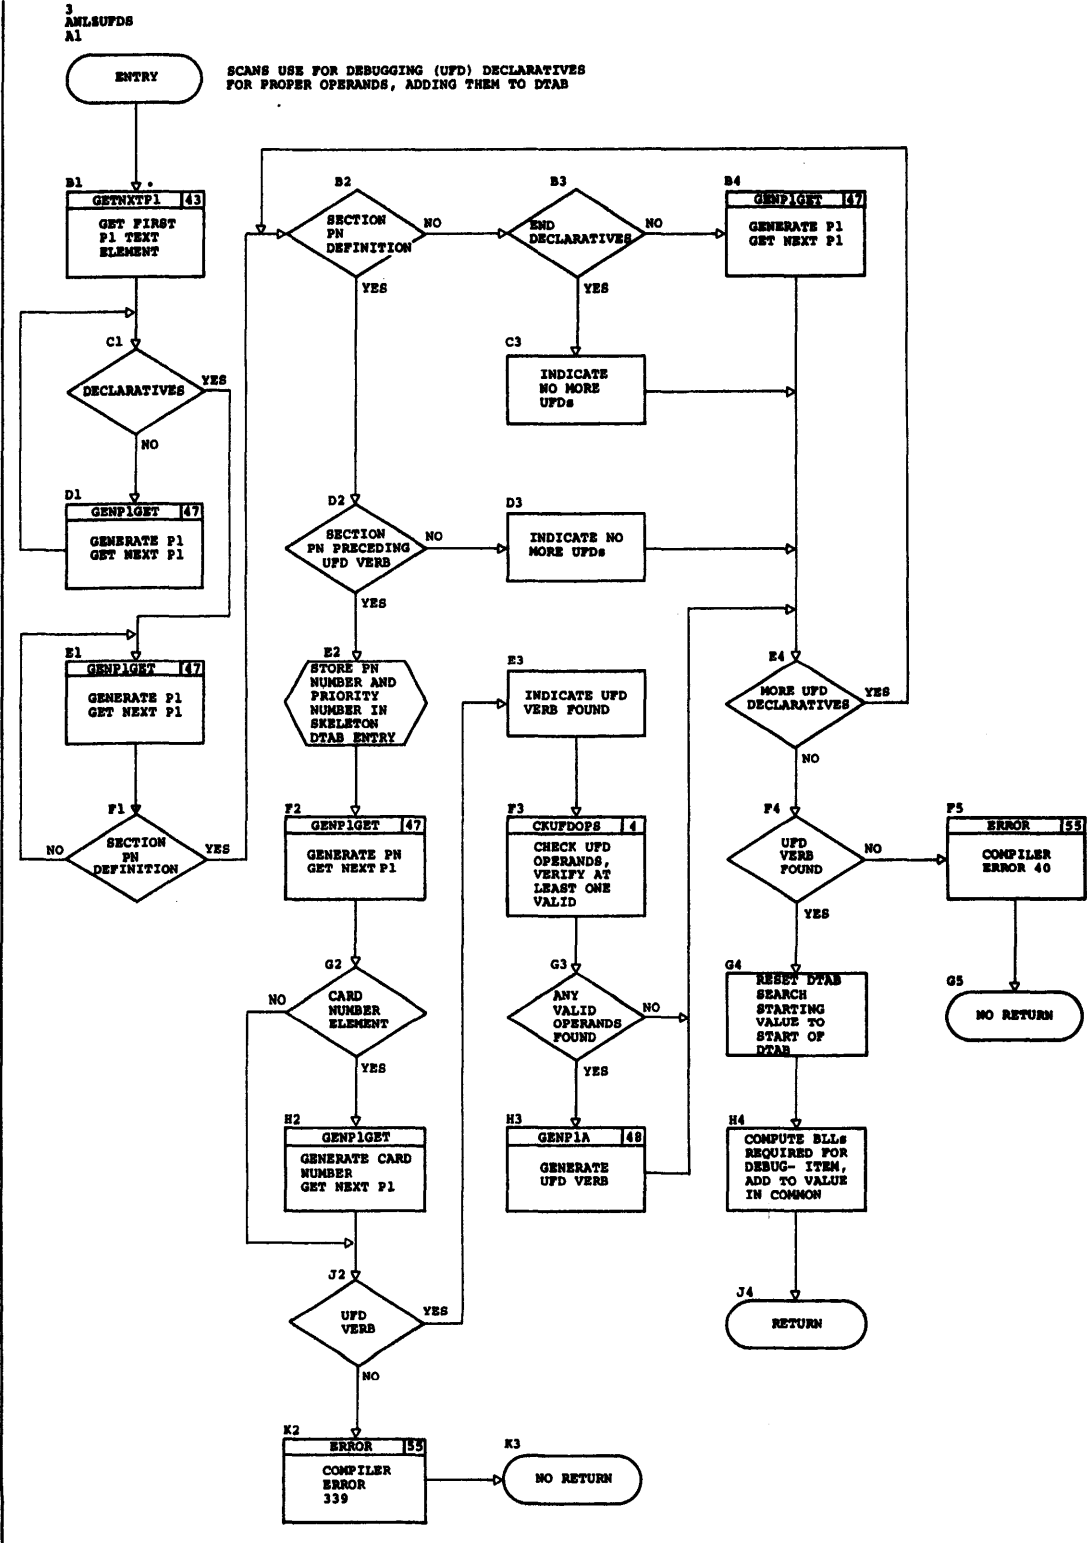 3
ANLSUFDS
A1
ENTRY
SCANS USE FOR DEBUGGING (UFD) DECLARATIVES
FOR PROPER OPERANDS, ADDING THEM TO DTAB
B1
GETNXTP1 43
GET FIRST
P1 TEXT
ELEMENT
C1
DECLARATIVES
YES
NO
D1
GENP1GET 47
GENERATE P1
GET NEXT P1
E1
GENP1GET 47
GENERATE P1
GET NEXT P1
F1
SECTION
PN
DEFINITION
NO
YES
B2
SECTION
PN
DEFINITION
NO
YES
D2
SECTION
PN PRECEDING
UFD VERB
NO
YES
E2
STORE PN
NUMBER AND
PRIORITY
NUMBER IN
SKELETON
DTAB ENTRY
F2
GENP1GET 47
GENERATE PN
GET NEXT P1
G2
CARD
NUMBER
ELEMENT
NO
YES
H2
GENP1GET
GENERATE CARD
NUMBER
GET NEXT P1
J2
UFD
VERB
YES
NO
K2
ERROR 55
COMPILER
ERROR
339
B3
END
DECLARATIVES
NO
YES
C3
INDICATE
NO MORE
UFDs
D3
INDICATE NO
MORE UFDs
E3
INDICATE UFD
VERB FOUND
F3
CKUFDOPS 4
CHECK UFD
OPERANDS,
VERIFY AT
LEAST ONE
VALID
G3
ANY
VALID
OPERANDS
FOUND
NO
YES
H3
GENP1A 48
GENERATE
UFD VERB
K3
NO RETURN
B4
GENP1GET 47
GENERATE P1
GET NEXT P1
E4
MORE UFD
DECLARATIVES
YES
NO
F4
UFD
VERB
FOUND
NO
YES
G4
RESET DTAB
SEARCH
STARTING
VALUE TO
START OF
DTAB
H4
COMPUTE BLLs
REQUIRED FOR
DEBUG- ITEM,
ADD TO VALUE
IN COMMON
J4
RETURN
F5
ERROR 55
COMPILER
ERROR 40
G5
NO RETURN